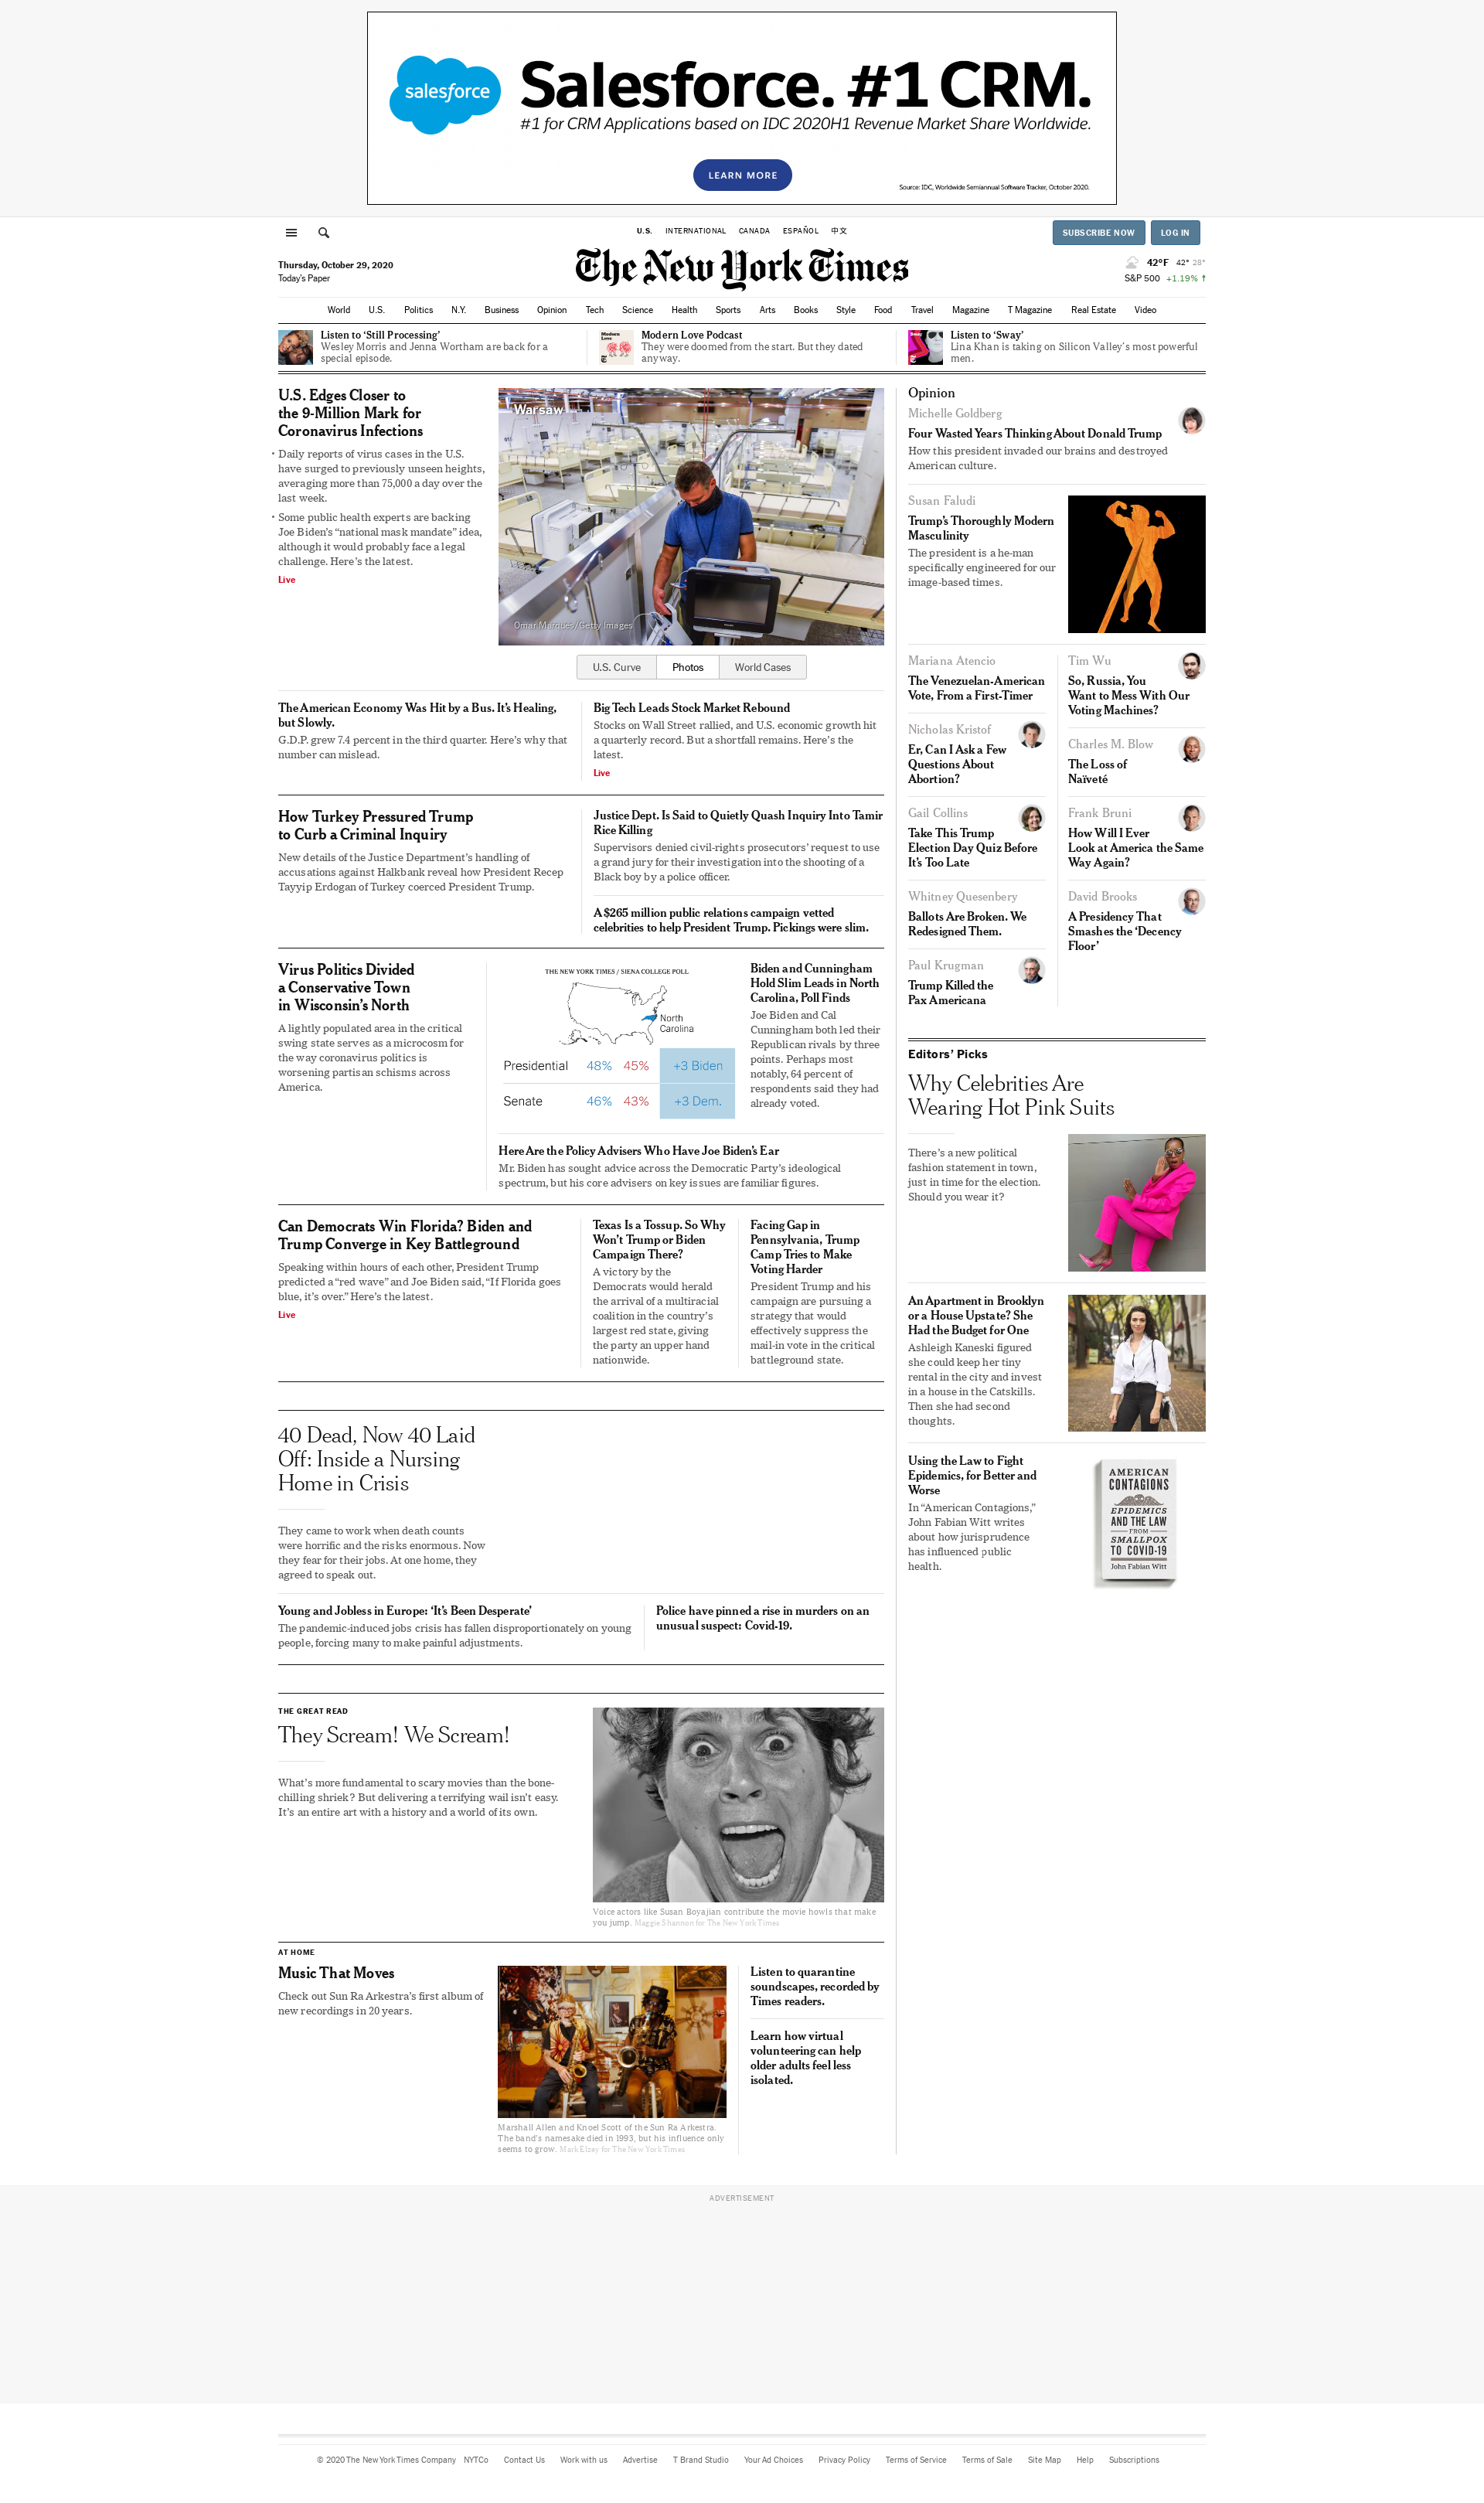 salesforce
Salesforce. #1 CRM.
#1 for CRM Applications based on IDC 2020H1 Revenue Market Share Worldwide.
LEARN MORE
Source: IDC, Worldwide Semiannual Software Tracker, October 2020.
U.S. INTERNATIONAL CANADA ESPAÑOL 中文
SUBSCRIBE NOW LOG IN
Thursday, October 29, 2020
Today's Paper
The New York Times
42°F 42° 28°
S&P 500 +1.19% ↑
World U.S. Politics N.Y. Business Opinion Tech Science Health Sports Arts Books Style Food Travel Magazine T Magazine Real Estate Video
Listen to ‘Still Processing’
Wesley Morris and Jenna Wortham are back for a
special episode.
Modern Love
Modern Love Podcast
They were doomed from the start. But they dated
anyway.
Listen to ‘Sway’
Lina Khan is taking on Silicon Valley’s most powerful
men.
U.S. Edges Closer to
the 9-Million Mark for
Coronavirus Infections
• Daily reports of virus cases in the U.S.
have surged to previously unseen heights,
averaging more than 75,000 a day over the
last week.
• Some public health experts are backing
Joe Biden’s “national mask mandate” idea,
although it would probably face a legal
challenge. Here’s the latest.
Live
Warsaw
Omar Marques/Getty Images
U.S. Curve Photos World Cases
The American Economy Was Hit by a Bus. It’s Healing,
but Slowly.
G.D.P. grew 7.4 percent in the third quarter. Here’s why that
number can mislead.
Big Tech Leads Stock Market Rebound
Stocks on Wall Street rallied, and U.S. economic growth hit
a quarterly record. But a shortfall remains. Here’s the
latest.
Live
How Turkey Pressured Trump
to Curb a Criminal Inquiry
New details of the Justice Department’s handling of
accusations against Halkbank reveal how President Recep
Tayyip Erdogan of Turkey coerced President Trump.
Justice Dept. Is Said to Quietly Quash Inquiry Into Tamir
Rice Killing
Supervisors denied civil-rights prosecutors’ request to use
a grand jury for their investigation into the shooting of a
Black boy by a police officer.
A $265 million public relations campaign vetted
celebrities to help President Trump. Pickings were slim.
Virus Politics Divided
a Conservative Town
in Wisconsin’s North
A lightly populated area in the critical
swing state serves as a microcosm for
the way coronavirus politics is
worsening partisan schisms across
America.
THE NEW YORK TIMES / SIENA COLLEGE POLL
North
Carolina
Presidential 48% 45% +3 Biden
Senate 46% 43% +3 Dem.
Biden and Cunningham
Hold Slim Leads in North
Carolina, Poll Finds
Joe Biden and Cal
Cunningham both led their
Republican rivals by three
points. Perhaps most
notably, 64 percent of
respondents said they had
already voted.
Here Are the Policy Advisers Who Have Joe Biden’s Ear
Mr. Biden has sought advice across the Democratic Party’s ideological
spectrum, but his core advisers on key issues are familiar figures.
Can Democrats Win Florida? Biden and
Trump Converge in Key Battleground
Speaking within hours of each other, President Trump
predicted a “red wave” and Joe Biden said, “If Florida goes
blue, it’s over.” Here’s the latest.
Live
Texas Is a Tossup. So Why
Won’t Trump or Biden
Campaign There?
A victory by the
Democrats would herald
the arrival of a multiracial
coalition in the country’s
largest red state, giving
the party an upper hand
nationwide.
Facing Gap in
Pennsylvania, Trump
Camp Tries to Make
Voting Harder
President Trump and his
campaign are pursuing a
strategy that would
effectively suppress the
mail-in vote in the critical
battleground state.
40 Dead, Now 40 Laid
Off: Inside a Nursing
Home in Crisis
They came to work when death counts
were horrific and the risks enormous. Now
they fear for their jobs. At one home, they
agreed to speak out.
Young and Jobless in Europe: ‘It’s Been Desperate’
The pandemic-induced jobs crisis has fallen disproportionately on young
people, forcing many to make painful adjustments.
Police have pinned a rise in murders on an
unusual suspect: Covid-19.
THE GREAT READ
They Scream! We Scream!
What’s more fundamental to scary movies than the bone-
chilling shriek? But delivering a terrifying wail isn’t easy.
It’s an entire art with a history and a world of its own.
Voice actors like Susan Boyajian contribute the movie howls that make
you jump. Maggie Shannon for The New York Times
AT HOME
Music That Moves
Check out Sun Ra Arkestra’s first album of
new recordings in 20 years.
Marshall Allen and Knoel Scott of the Sun Ra Arkestra.
The band’s namesake died in 1993, but his influence only
seems to grow. Mark Elzey for The New York Times
Listen to quarantine
soundscapes, recorded by
Times readers.
Learn how virtual
volunteering can help
older adults feel less
isolated.
Opinion
Michelle Goldberg
Four Wasted Years Thinking About Donald Trump
How this president invaded our brains and destroyed
American culture.
Susan Faludi
Trump’s Thoroughly Modern
Masculinity
The president is a he-man
specifically engineered for our
image-based times.
Mariana Atencio
The Venezuelan-American
Vote, From a First-Timer
Nicholas Kristof
Er, Can I Ask a Few
Questions About
Abortion?
Gail Collins
Take This Trump
Election Day Quiz Before
It’s Too Late
Whitney Quesenbery
Ballots Are Broken. We
Redesigned Them.
Paul Krugman
Trump Killed the
Pax Americana
Tim Wu
So, Russia, You
Want to Mess With Our
Voting Machines?
Charles M. Blow
The Loss of
Naïveté
Frank Bruni
How Will I Ever
Look at America the Same
Way Again?
David Brooks
A Presidency That
Smashes the ‘Decency
Floor’
Editors’ Picks
Why Celebrities Are
Wearing Hot Pink Suits
There’s a new political
fashion statement in town,
just in time for the election.
Should you wear it?
An Apartment in Brooklyn
or a House Upstate? She
Had the Budget for One
Ashleigh Kaneski figured
she could keep her tiny
rental in the city and invest
in a house in the Catskills.
Then she had second
thoughts.
Using the Law to Fight
Epidemics, for Better and
Worse
In “American Contagions,”
John Fabian Witt writes
about how jurisprudence
has influenced public
health.
AMERICAN
CONTAGIONS
EPIDEMICS
AND THE LAW
FROM
SMALLPOX
TO COVID-19
John Fabian Witt
ADVERTISEMENT
© 2020 The New York Times Company NYTCo Contact Us Work with us Advertise T Brand Studio Your Ad Choices Privacy Policy Terms of Service Terms of Sale Site Map Help Subscriptions